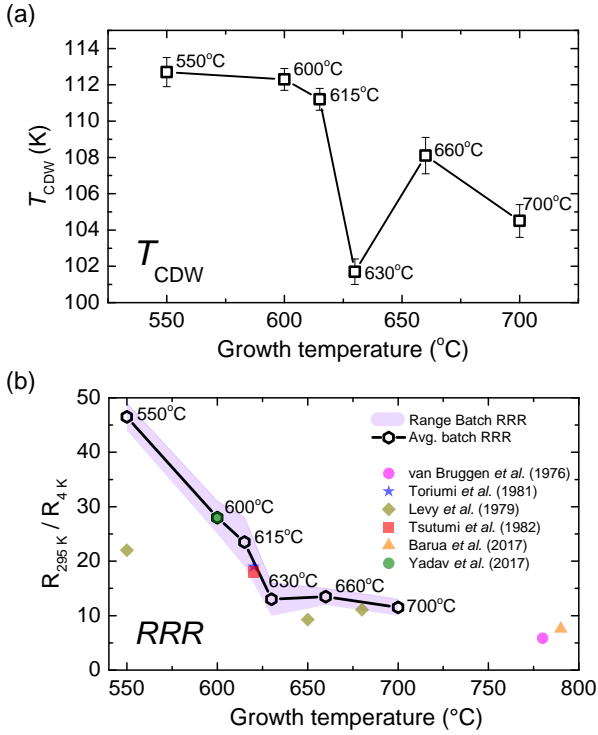 (a)
114
112
110
108
106
104
102
100
T_CDW (K)
550°C
600°C
615°C
630°C
660°C
700°C
T_CDW
550
600
650
700
Growth temperature (°C)
(b)
50
40
30
20
10
0
R_295 K / R_4 K
550°C
600°C
615°C
630°C
660°C
700°C
Range Batch RRR
Avg. batch RRR
van Bruggen et al. (1976)
Toriumi et al. (1981)
Levy et al. (1979)
Tsutumi et al. (1982)
Barua et al. (2017)
Yadav et al. (2017)
RRR
550
600
650
700
750
800
Growth temperature (°C)